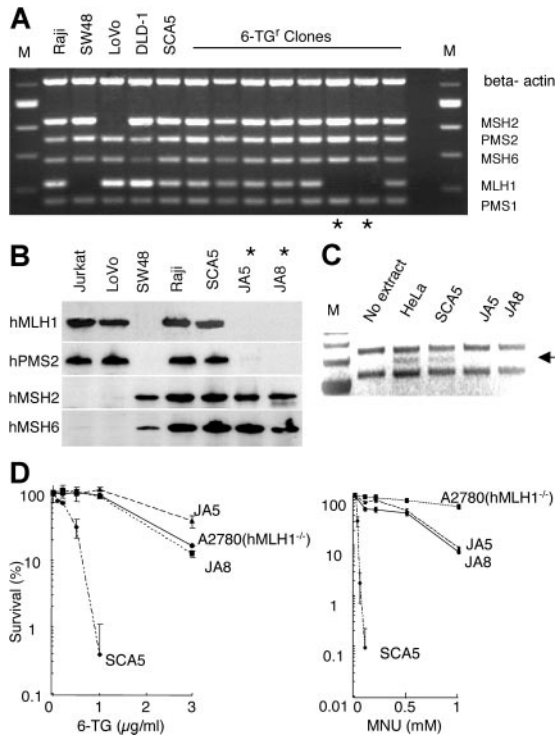 A
M
Raji
SW48
LoVo
DLD-1
SCA5
6-TGʳ Clones
M
beta- actin
MSH2
PMS2
MSH6
MLH1
PMS1
* *
B
Jurkat
LoVo
SW48
Raji
SCA5
JA5 *
JA8 *
hMLH1
hPMS2
hMSH2
hMSH6
C
M
No extract
HeLa
SCA5
JA5
JA8
D
Survival (%)
100
10
1
0.1
0 1 2 3
6-TG (µg/ml)
JA5
A2780(hMLH1⁻/⁻)
JA8
SCA5
100
10
1
0.1
0.01
0 0.5 1
MNU (mM)
A2780(hMLH1⁻/⁻)
JA5
JA8
SCA5